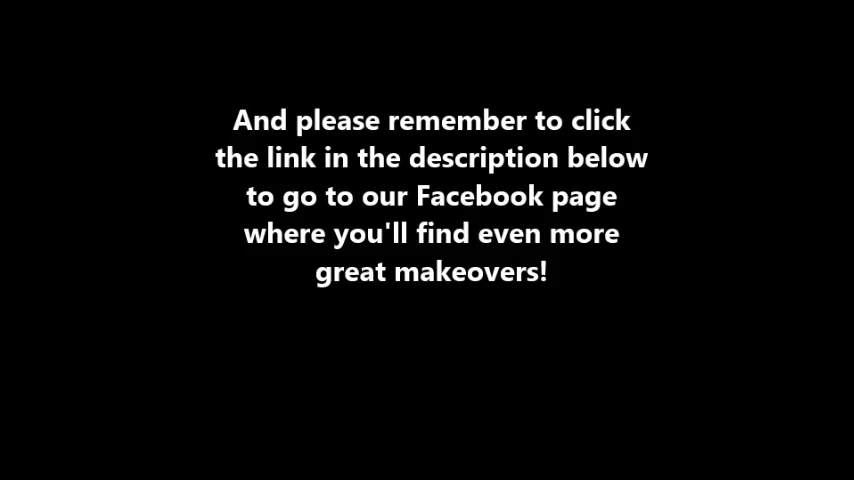 And please remember to click
the link in the description below
to go to our Facebook page
where you'll find even more
great makeovers!